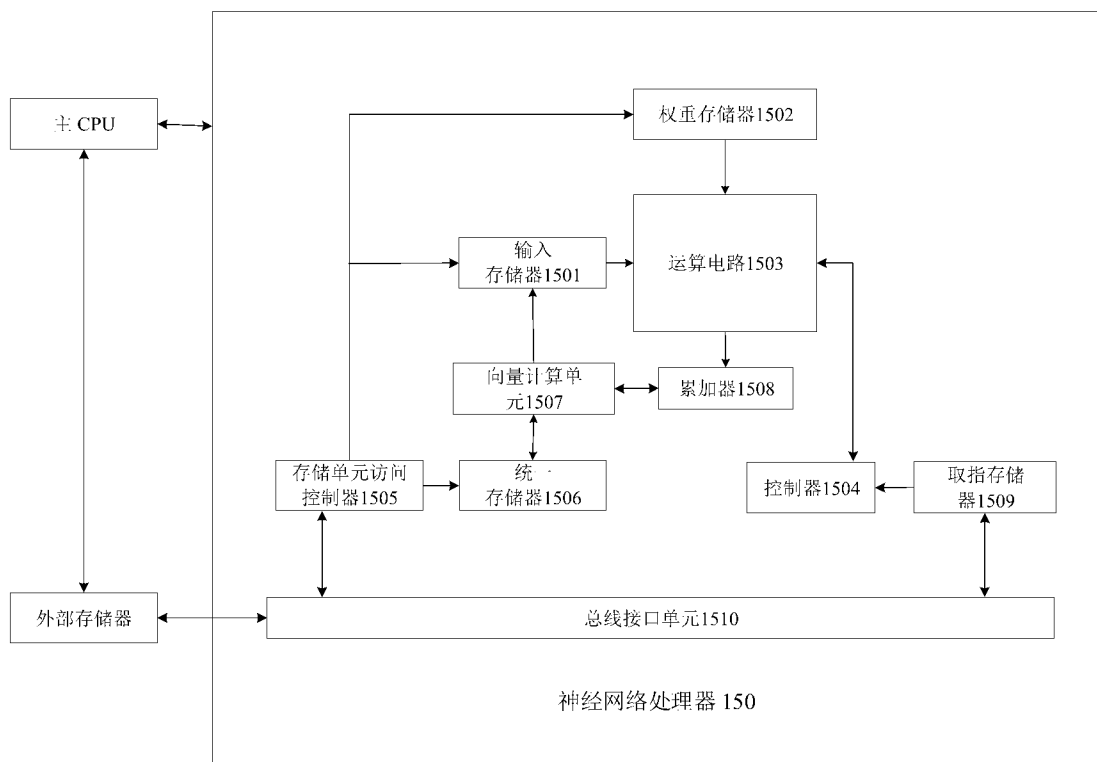 主 CPU
权重存储器1502
输入
存储器1501
运算电路1503
向量计算单
元1507
累加器1508
存储单元访问
控制器1505
统一
存储器1506
控制器1504
取指存储
器1509
外部存储器
总线接口单元1510
神经网络处理器 150